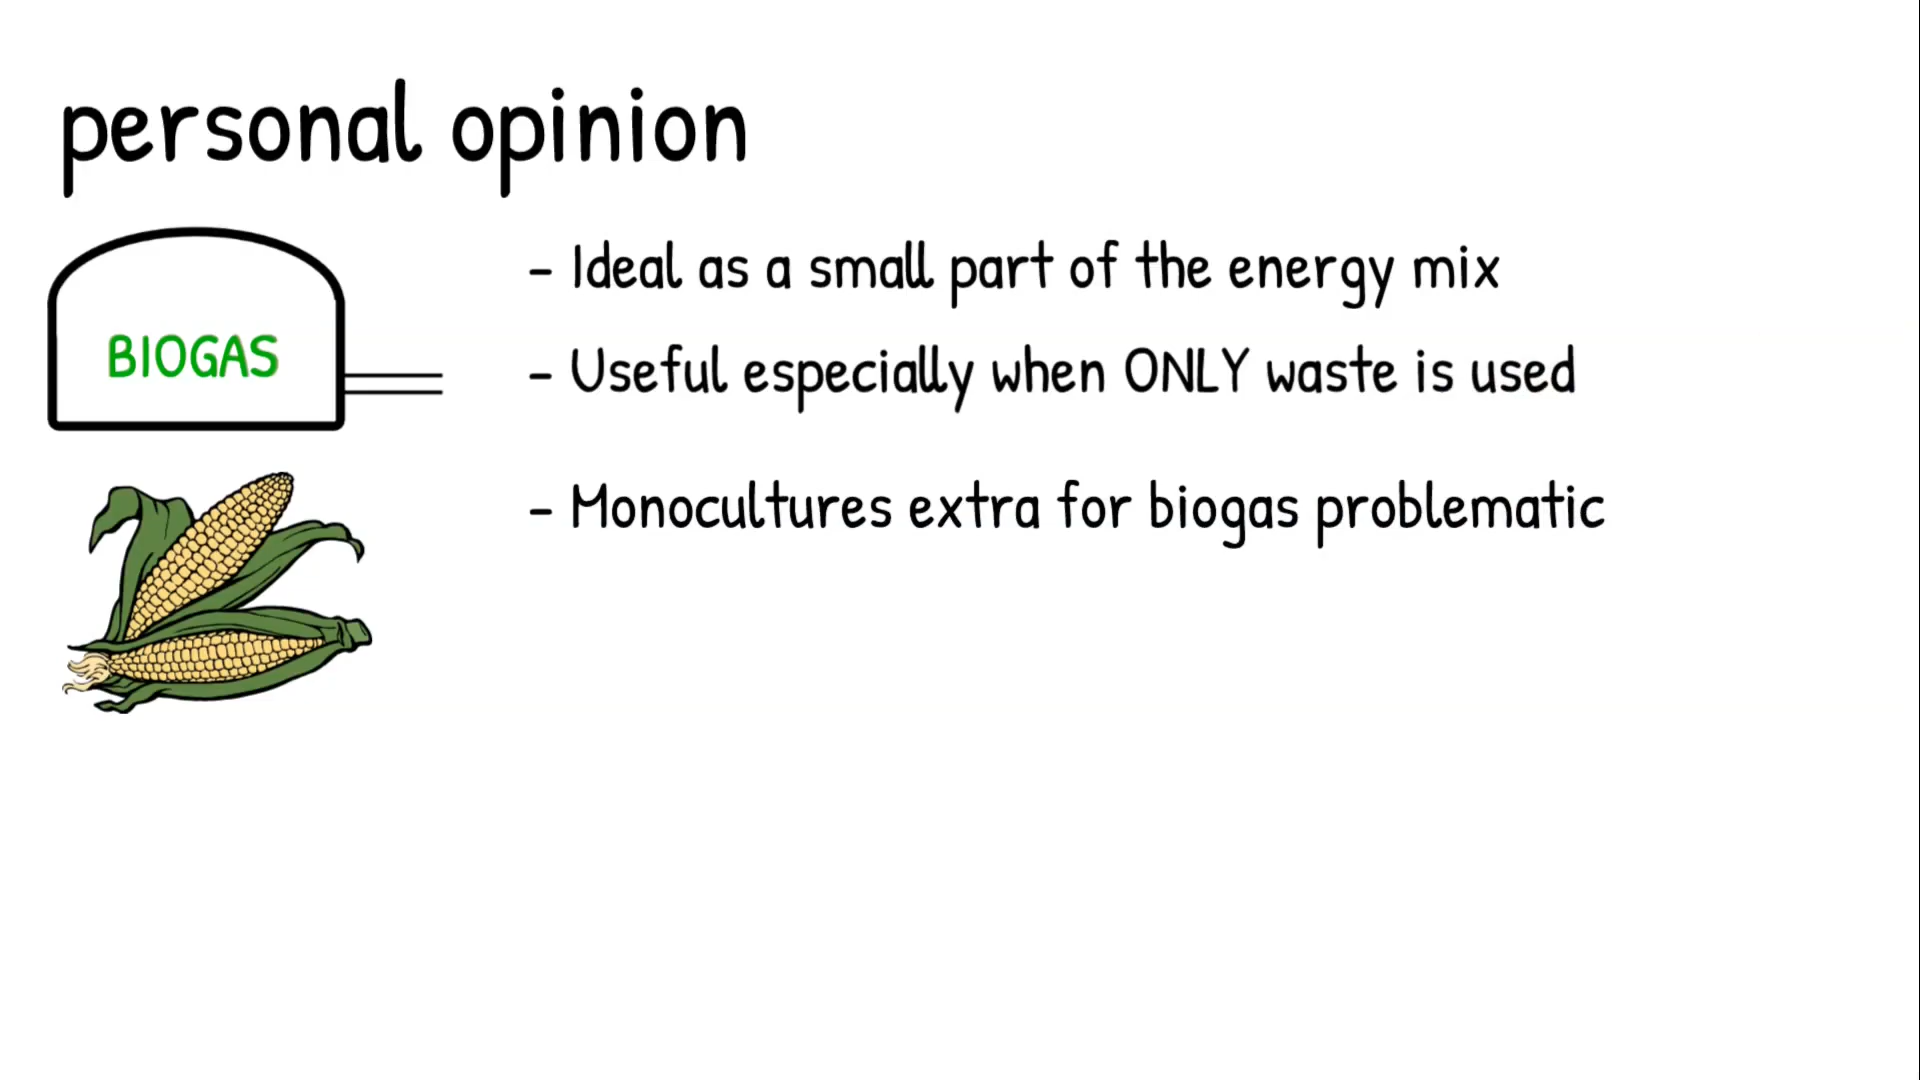 personal opinion
BIOGAS
- Ideal as a small part of the energy mix
- Useful especially when ONLY waste is used
- Monocultures extra for biogas problematic